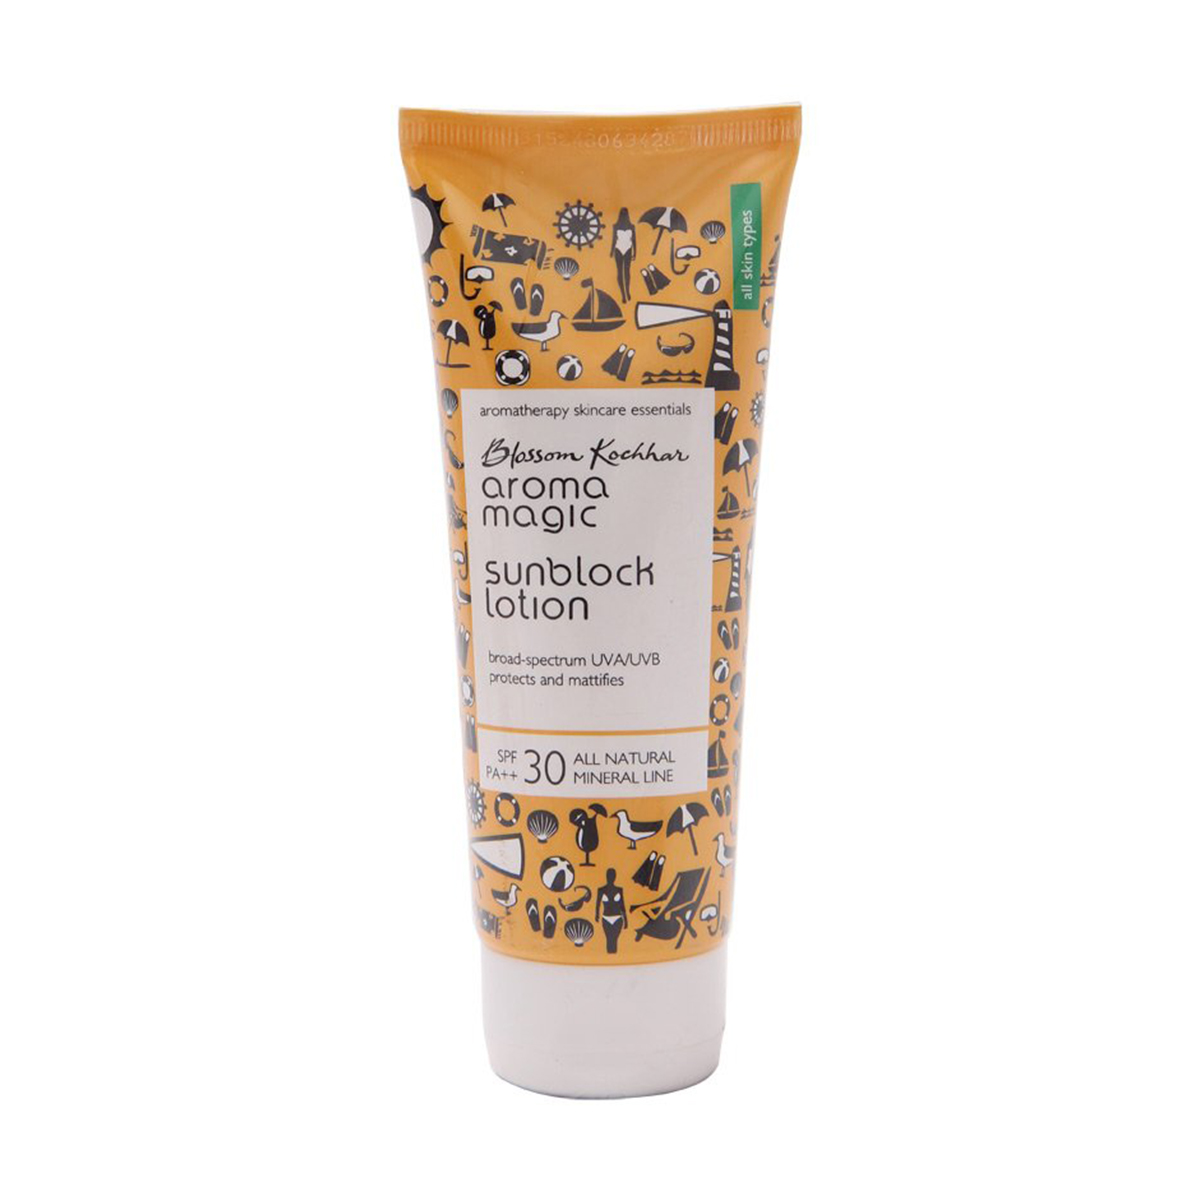 all skin types
aromatherapy skincare essentials
Blossom Kochhar
aroma
magic
sunblock
lotion
broad-spectrum UVA/UVB
protects and mattifies
SPF
PA++ 30
ALL NATURAL
MINERAL LINE